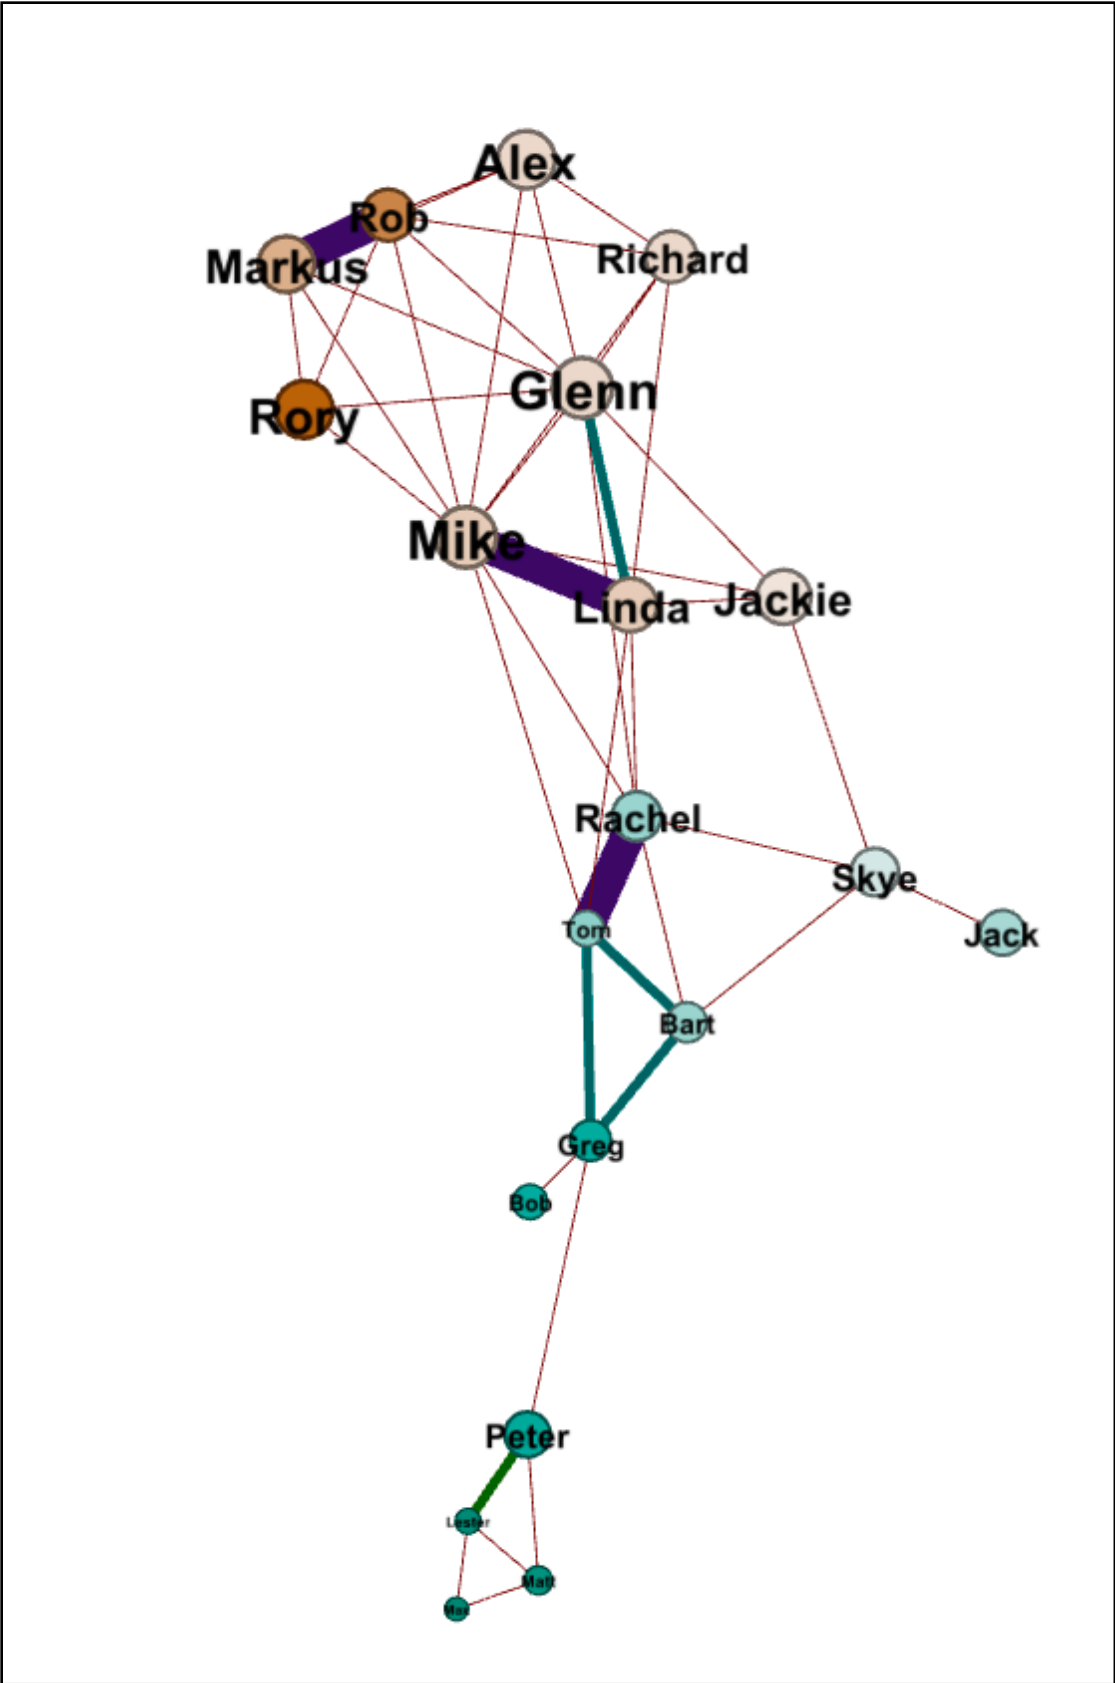 Alex
Rob
Richard
Markus
Glenn
Rory
Mike
Linda
Jackie
Rachel
Skye
Tom
Jack
Bart
Greg
Bob
Peter
Lester
Matt
Mac